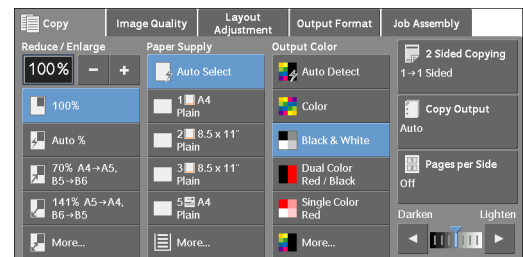 Copy
Image Quality
Layout
Adjustment
Output Format
Job Assembly
Reduce / Enlarge
100%
−
+
100%
Auto %
70% A4→A5,
B5→B6
141% A5→A4,
B6→B5
More...
Paper Supply
Auto Select
1 A4
Plain
2 8.5 x 11"
Plain
3 8.5 x 11"
Plain
5 A4
Plain
More...
Output Color
Auto Detect
Color
Black & White
Dual Color
Red / Black
Single Color
Red
More...
2 Sided Copying
1→1 Sided
Copy Output
Auto
Pages per Side
Off
Darken Lighten